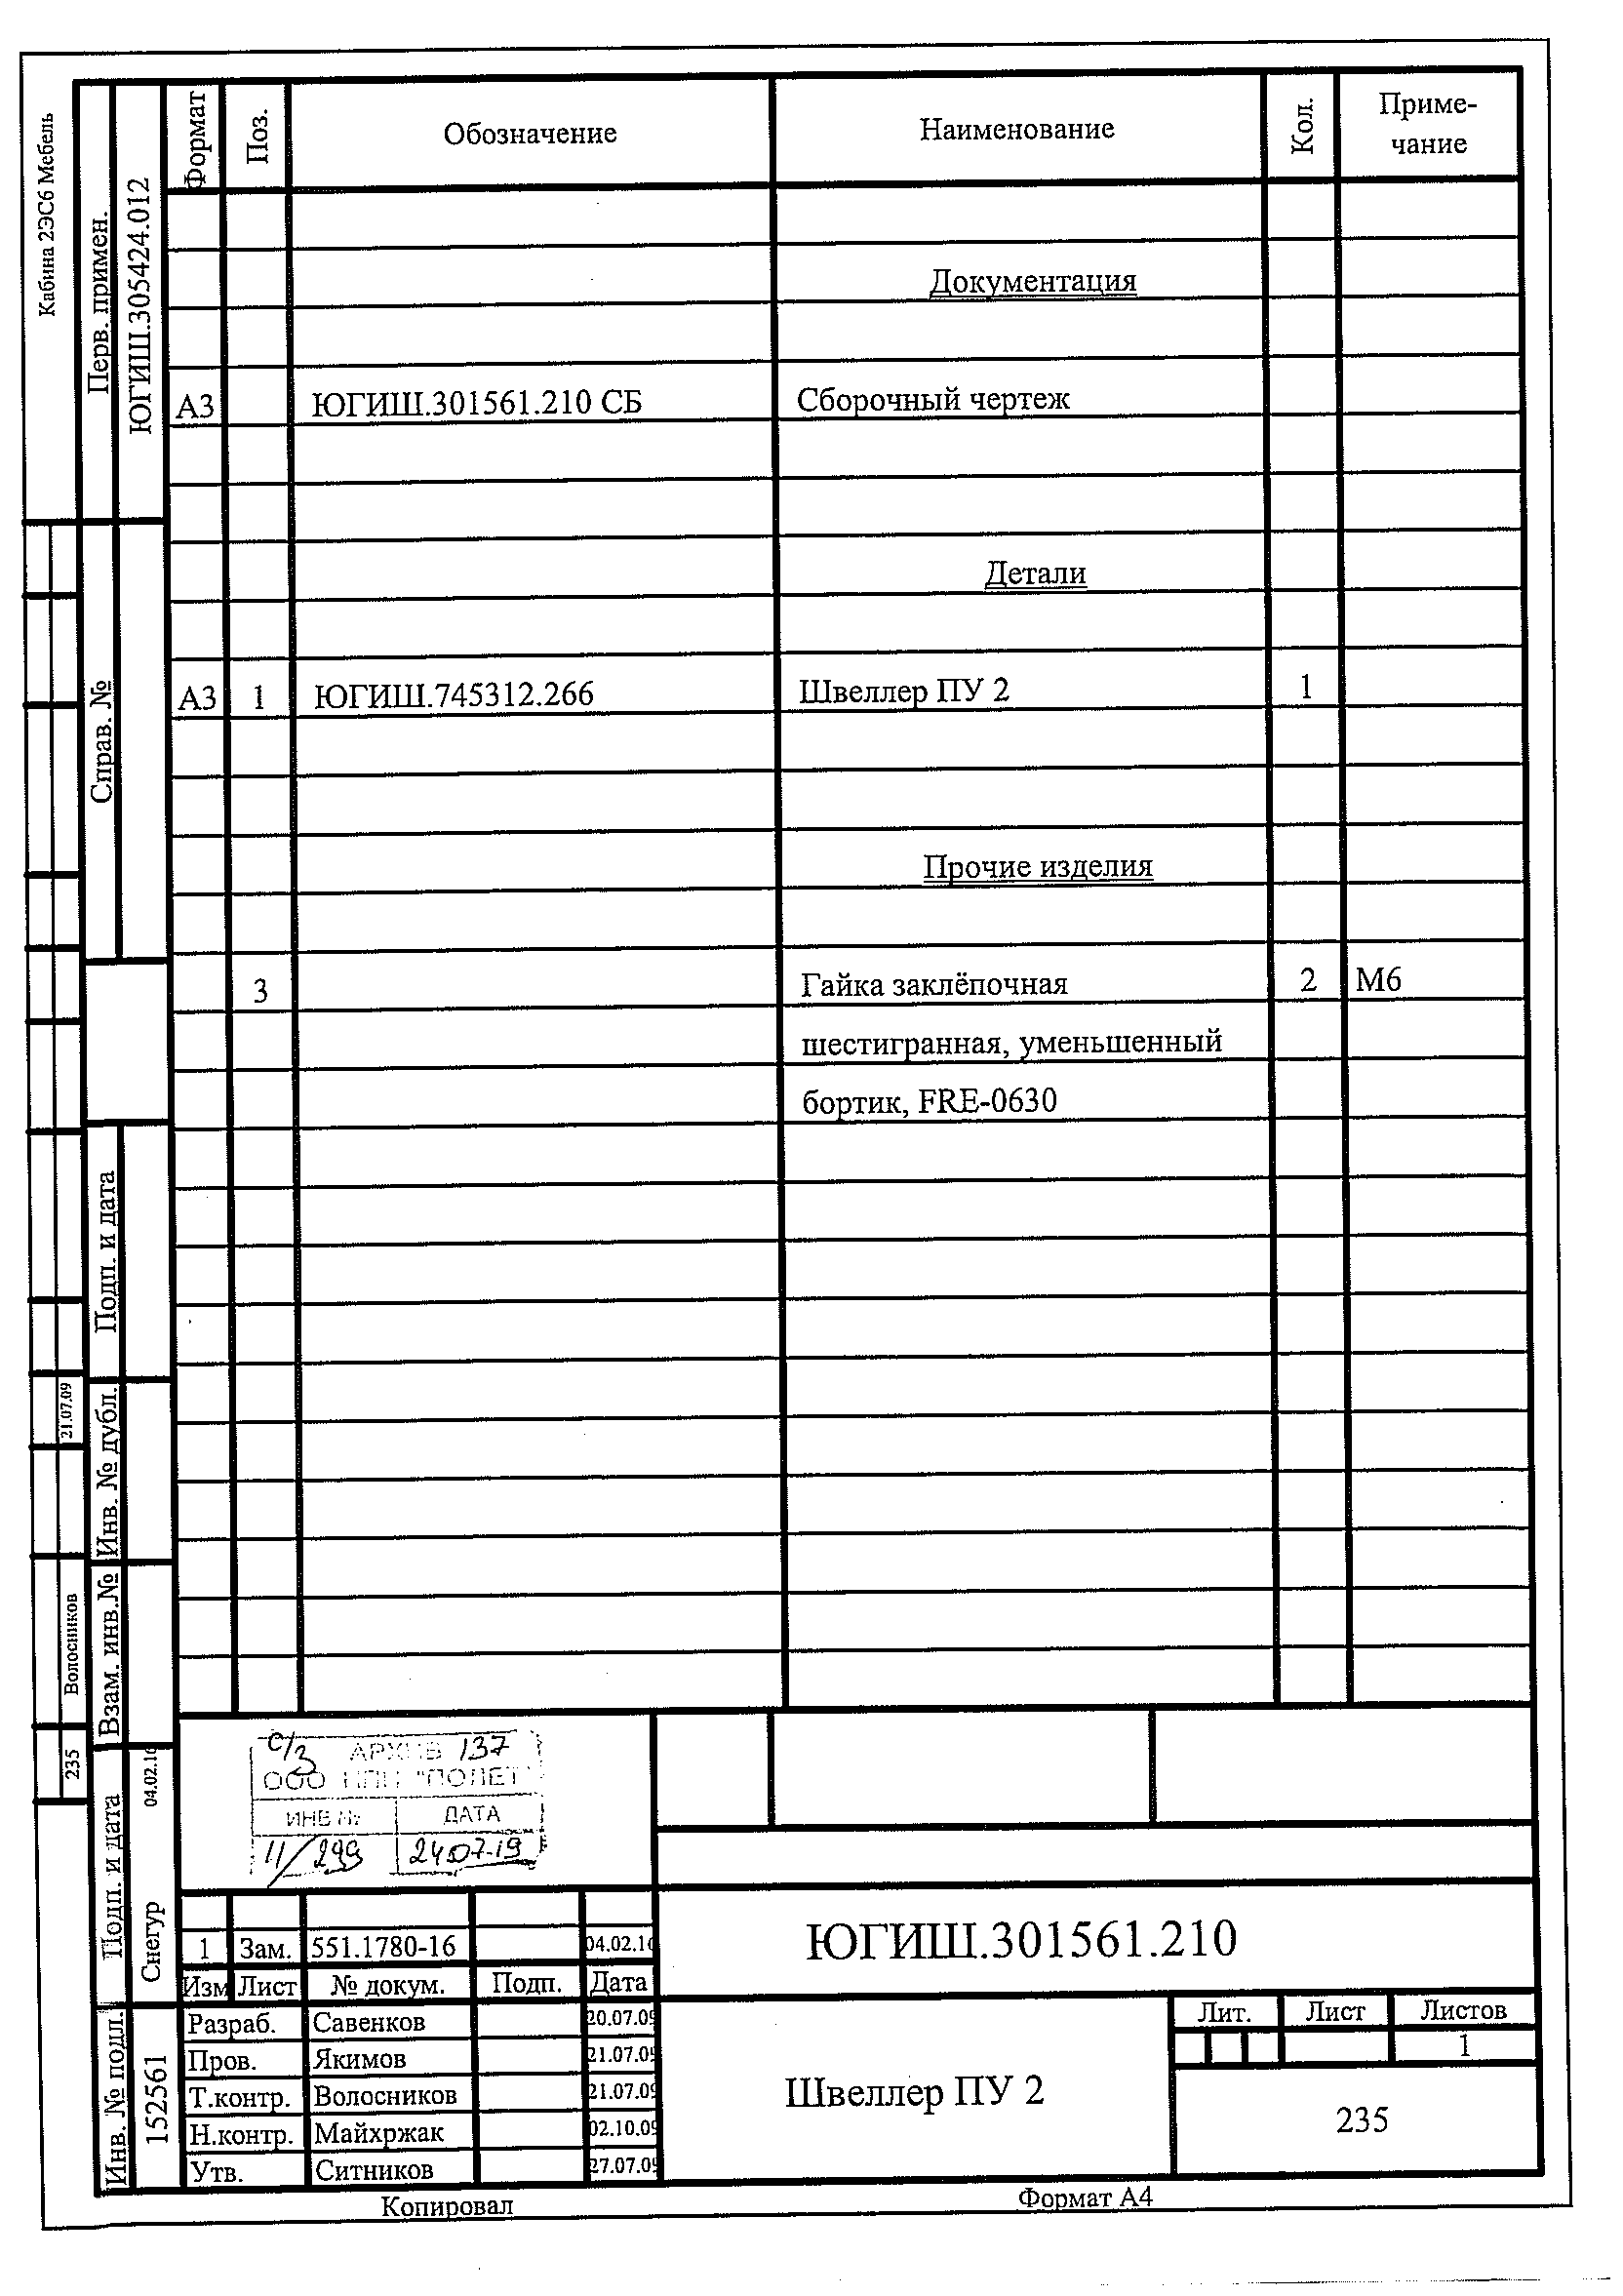 Кабина 2ЭС6 Мебель
Перв. примен.
ЮГИШ.305424.012
Справ. №
Подп. и дата
Инв. № дубл.
Взам. инв.№
Подп. и дата
Снегур
04.02.16
Инв. № подл.
152561
21.07.09
Волосников
235
Формат Поз. Обозначение Наименование Кол. Приме-
чание
Документация
А3 ЮГИШ.301561.210 СБ Сборочный чертеж
Детали
А3 1 ЮГИШ.745312.266 Швеллер ПУ 2 1
Прочие изделия
3 Гайка заклёпочная 2 М6
шестигранная, уменьшенный
бортик, FRE-0630
с/з АРХИВ 137
ООО НПП "ПОЛЕТ"
ИНВ № ДАТА
11/299 24.07.19
1 Зам. 551.1780-16 04.02.16
Изм Лист № докум. Подп. Дата
ЮГИШ.301561.210
Разраб. Савенков 20.07.09
Пров. Якимов 21.07.09
Т.контр. Волосников 21.07.09
Н.контр. Майхржак 02.10.09
Утв. Ситников 27.07.09
Швеллер ПУ 2
Лит. Лист Листов
1
235
Копировал Формат А4